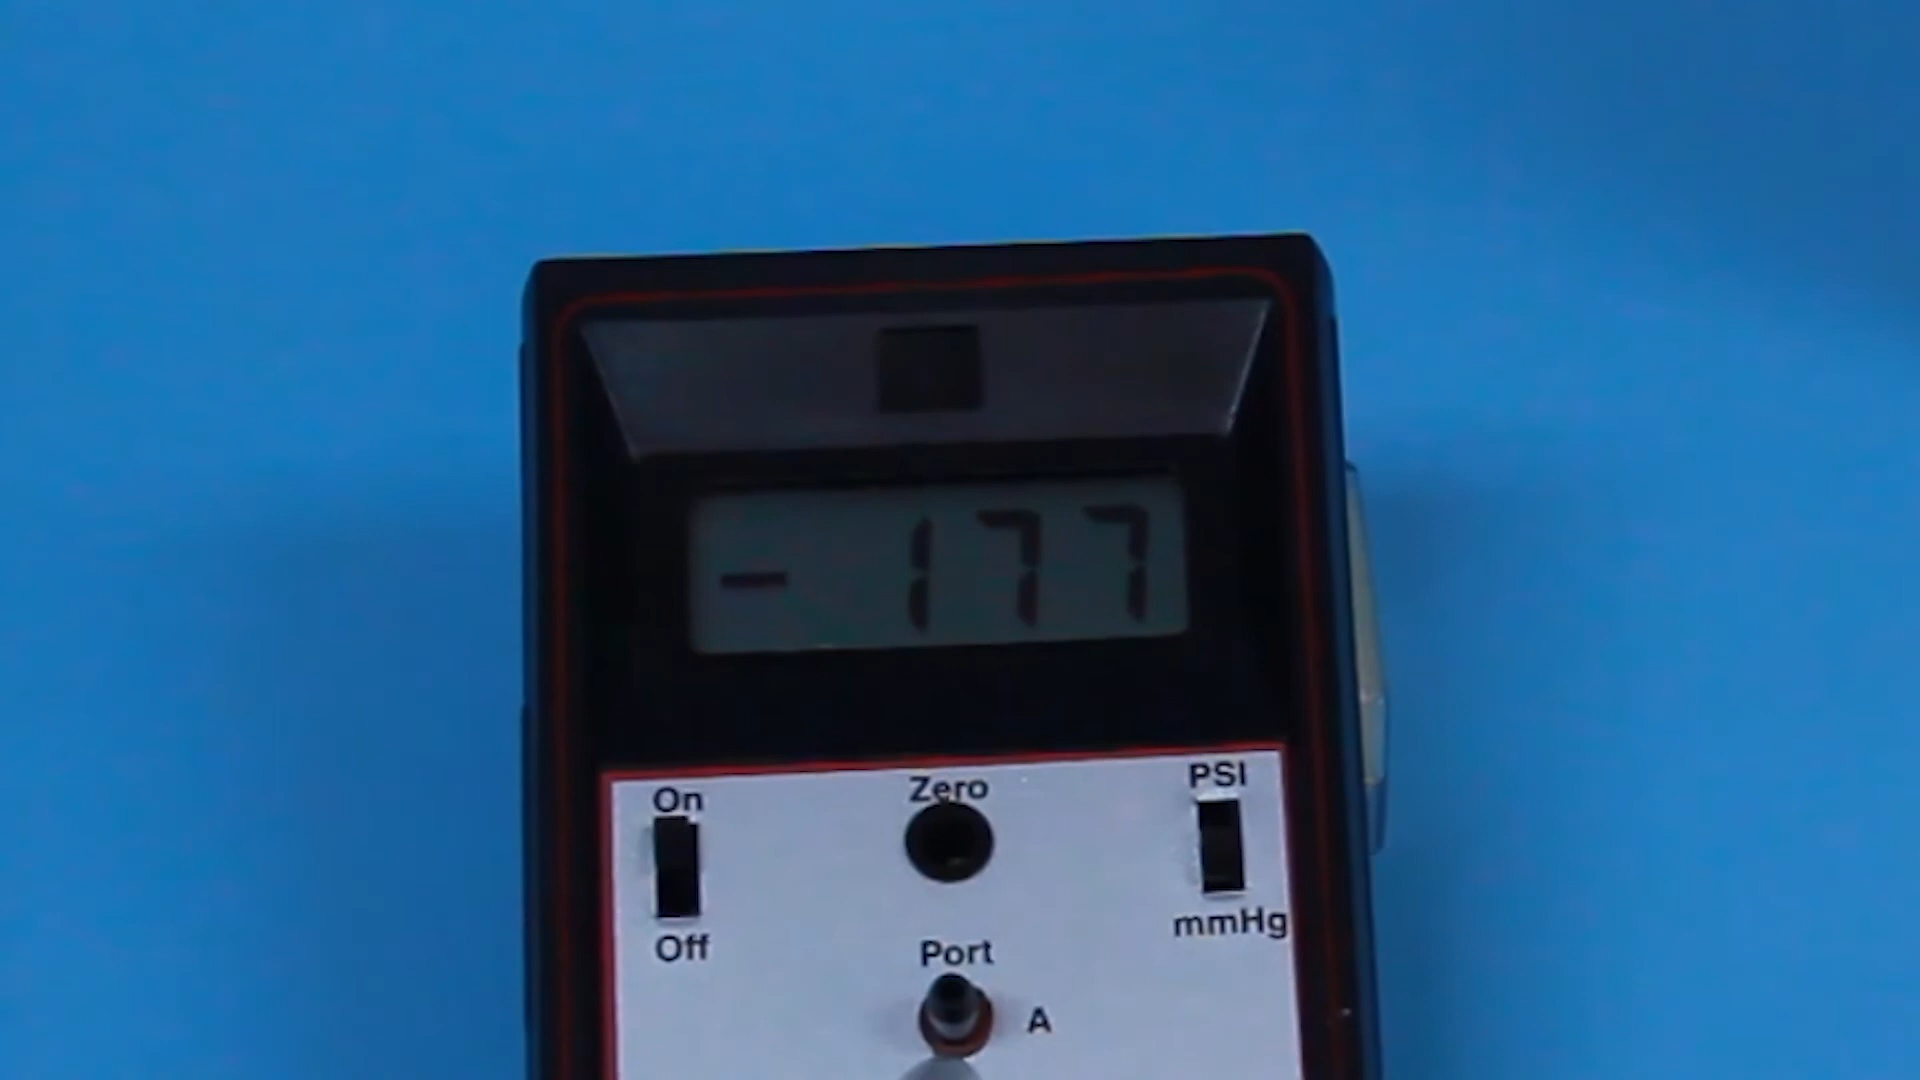 - 177
On
Zero
PSI
Off
mmHg
Port
A